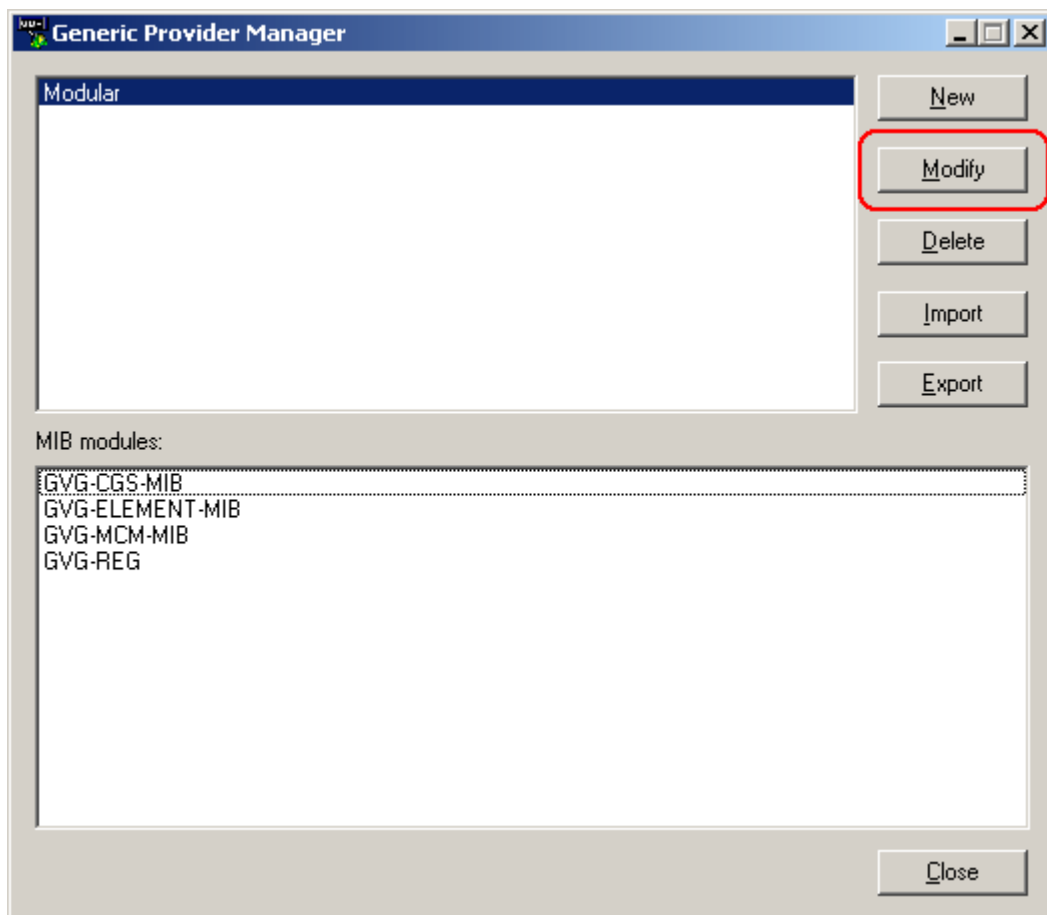 Generic Provider Manager
Modular
New
Modify
Delete
Import
Export
MIB modules:
GVG-CGS-MIB
GVG-ELEMENT-MIB
GVG-MCM-MIB
GVG-REG
Close